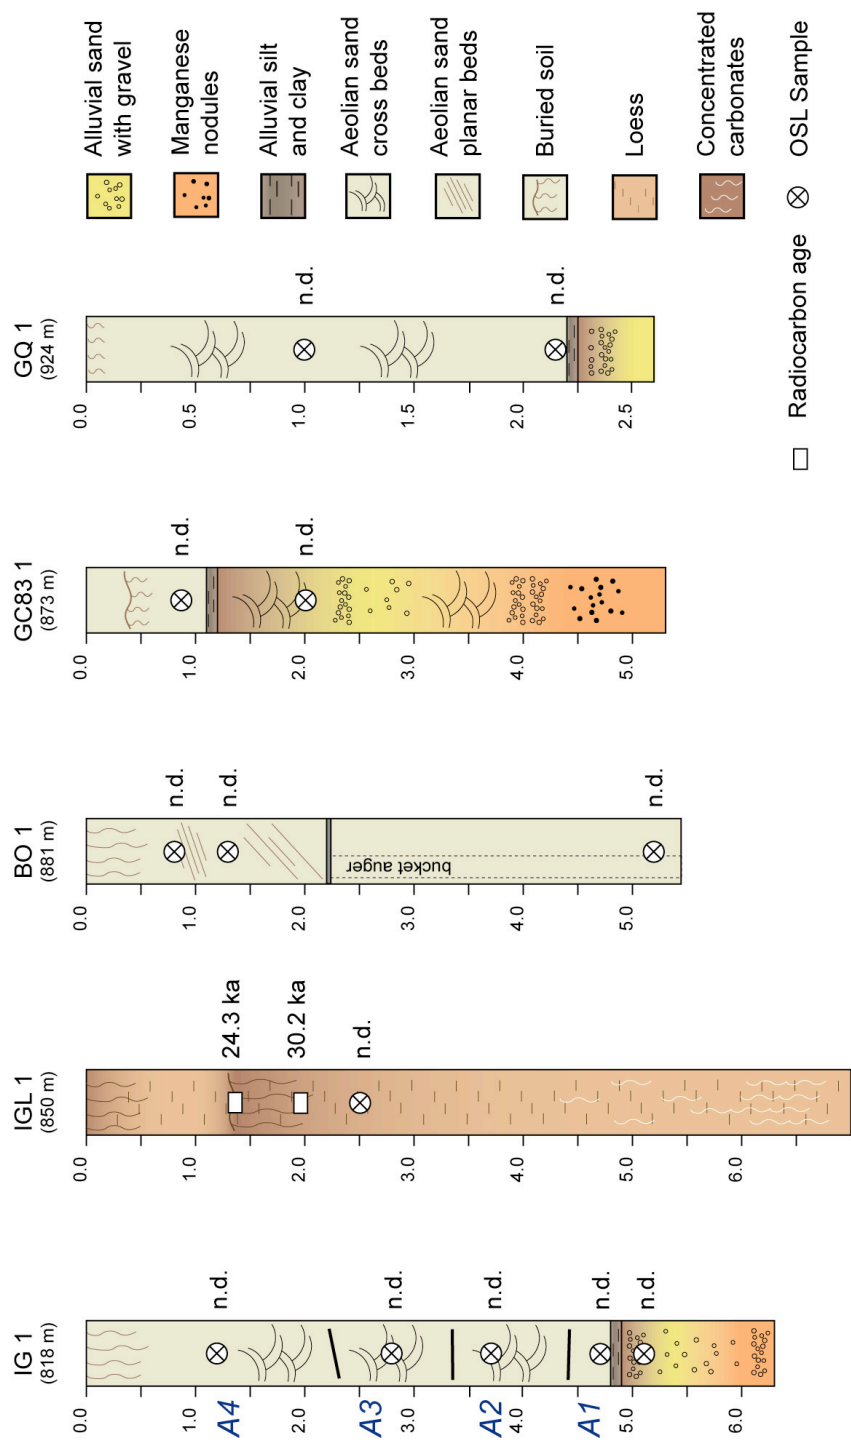 IG 1
(818 m)
0.0
1.0
2.0
3.0
4.0
5.0
6.0
A4
A3
A2
A1
n.d.
n.d.
n.d.
n.d.
n.d.
IGL 1
(850 m)
0.0
1.0
2.0
3.0
4.0
5.0
6.0
24.3 ka
30.2 ka
n.d.
BO 1
(881 m)
0.0
1.0
2.0
3.0
4.0
5.0
n.d.
n.d.
n.d.
bucket auger
GC83 1
(873 m)
0.0
1.0
2.0
3.0
4.0
5.0
n.d.
n.d.
GQ 1
(924 m)
0.0
0.5
1.0
1.5
2.0
2.5
n.d.
n.d.
Alluvial sand
with gravel
Manganese
nodules
Alluvial silt
and clay
Aeolian sand
cross beds
Aeolian sand
planar beds
Buried soil
Loess
Concentrated
carbonates
Radiocarbon age
OSL Sample